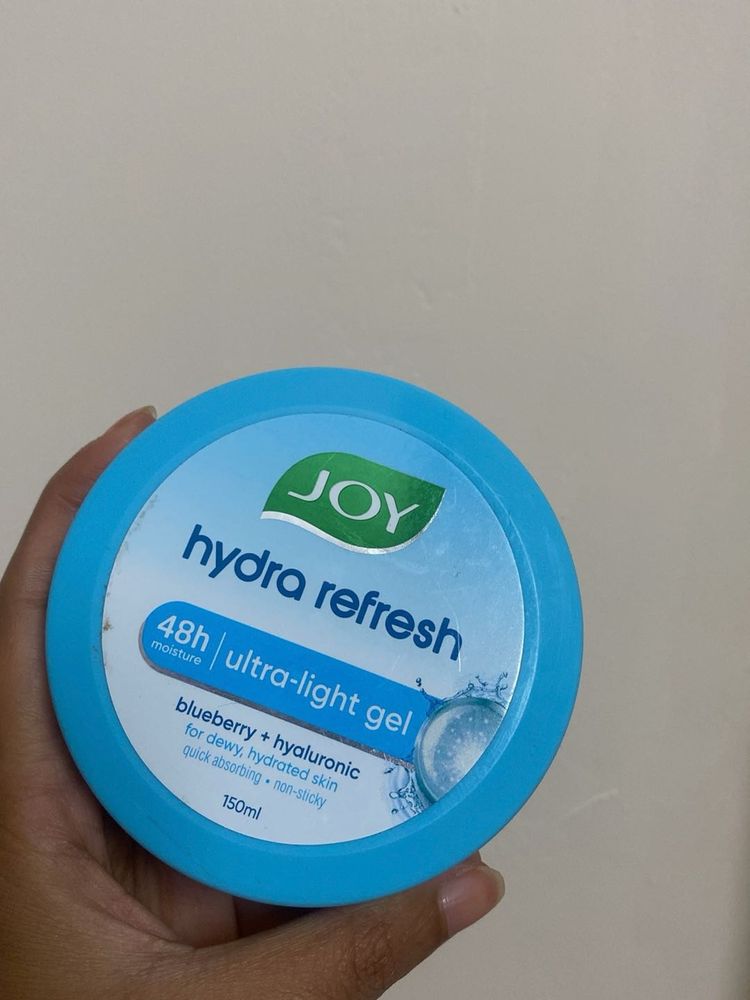 JOY
hydra refresh
48h
moisture
ultra-light gel
blueberry + hyaluronic
for dewy, hydrated skin
quick absorbing • non-sticky
150ml